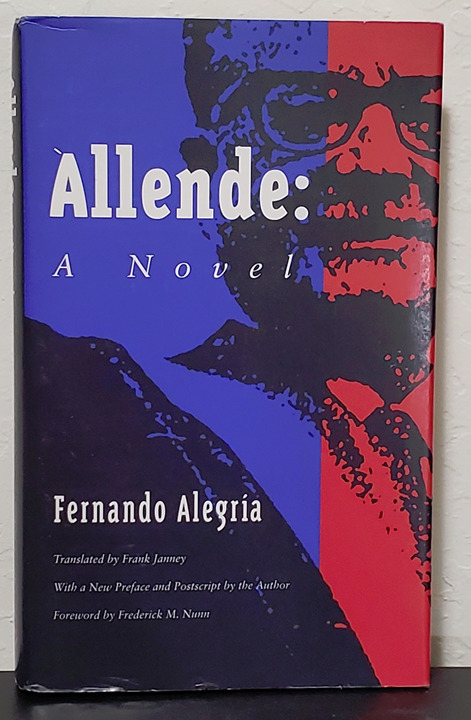 Allende:
A Novel
Fernando Alegría
Translated by Frank Janney
With a New Preface and Postscript by the Author
Foreword by Frederick M. Nunn